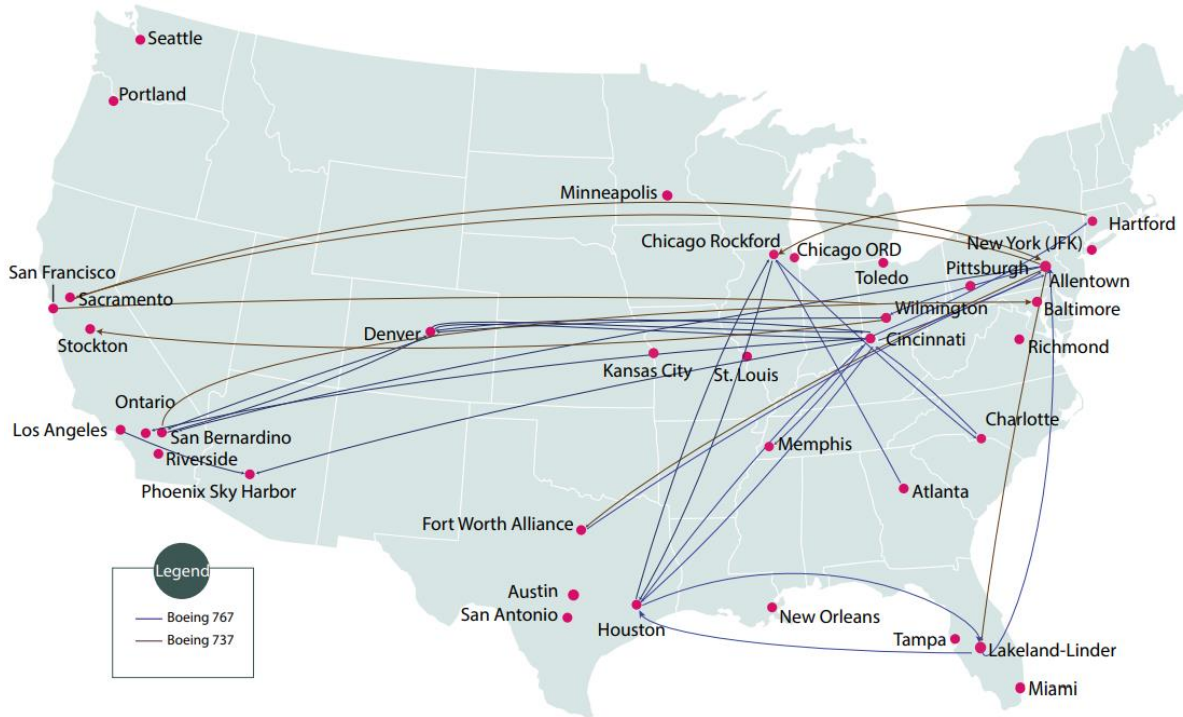 Seattle
Portland
Minneapolis
Hartford
Chicago Rockford
Chicago ORD
New York (JFK)
Toledo
Pittsburgh
San Francisco
Allentown
Sacramento
Wilmington
Baltimore
Denver
Cincinnati
Stockton
Richmond
Kansas City
St. Louis
Ontario
Los Angeles
San Bernardino
Charlotte
Memphis
Riverside
Phoenix Sky Harbor
Atlanta
Fort Worth Alliance
Legend
Austin
Boeing 767
San Antonio
New Orleans
Houston
Boeing 737
Tampa
Lakeland-Linder
Miami